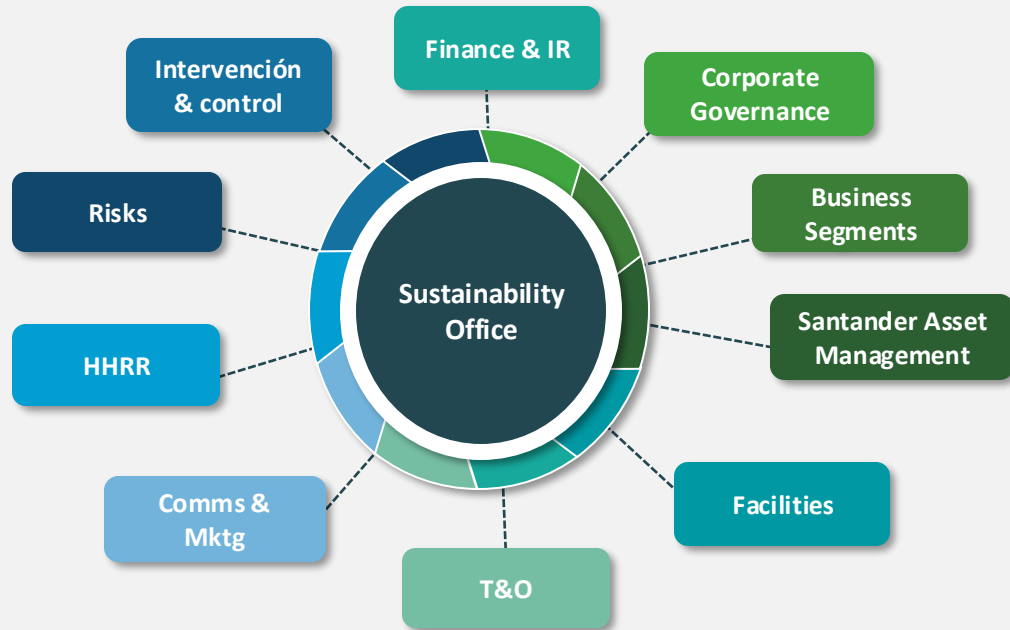 Finance & IR
Intervención
& control
Corporate
Governance
Risks
Business
Segments
Sustainability
Office
Santander Asset
Management
HHRR
Comms &
Mktg
Facilities
T&O